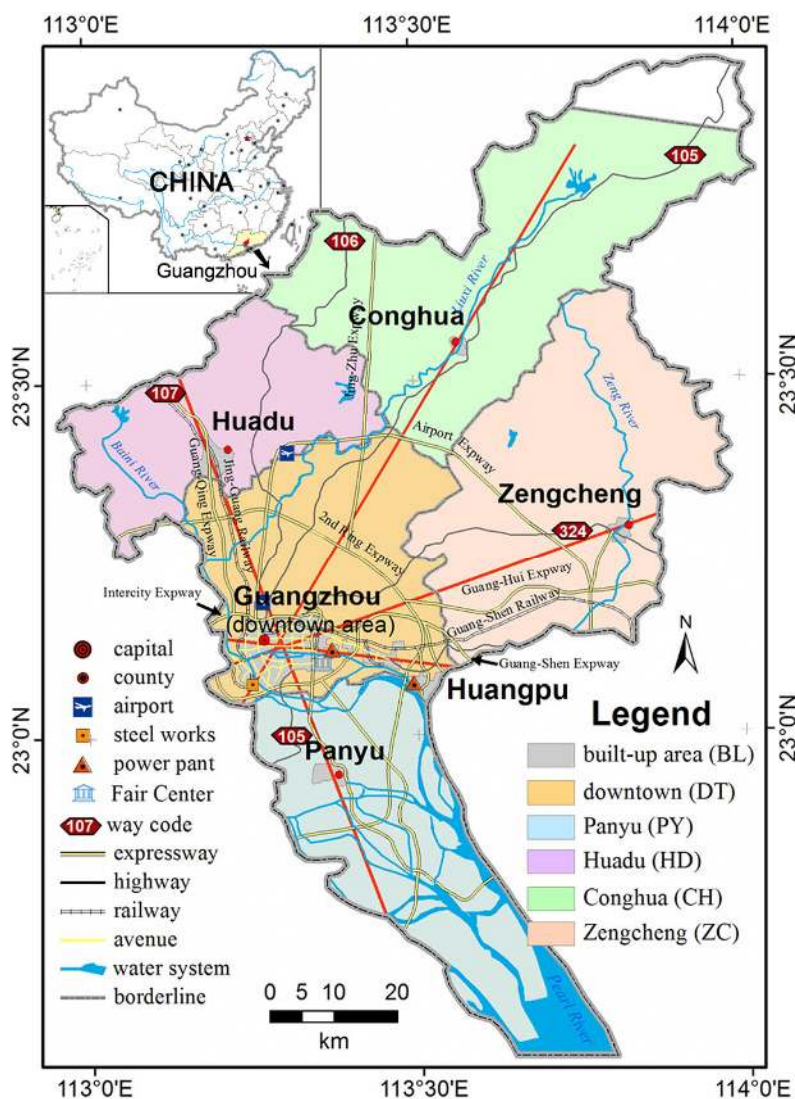 113°0'E
113°30'E
114°0'E
CHINA
Guangzhou
105
106
Liuxi River
Conghua
Jing-Zhu Expway
23°30'N
23°30'N
107
Huadu
Zeng River
Baini River
Airport Expway
Guang-Qing Expway
Jing-Guang Railway
Zengcheng
324
2nd Ring Expway
Guang-Hui Expway
Intercity Expway
Guangzhou
(downtown area)
Guang-Shen Railway
N
Guang-Shen Expway
Huangpu
capital
county
airport
steel works
power pant
Fair Center
107 way code
expressway
highway
railway
avenue
water system
borderline
23°0'N
23°0'N
105
Panyu
Legend
built-up area (BL)
downtown (DT)
Panyu (PY)
Huadu (HD)
Conghua (CH)
Zengcheng (ZC)
Pearl River
0 5 10 20
km
113°0'E
113°30'E
114°0'E